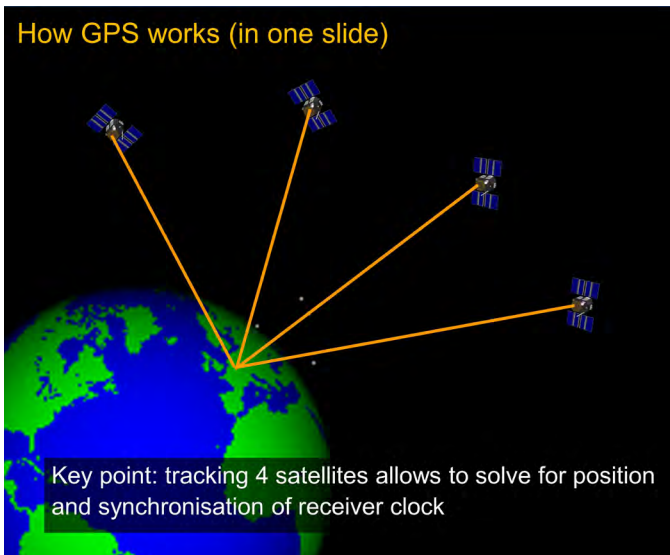 How GPS works (in one slide)
Key point: tracking 4 satellites allows to solve for position
and synchronisation of receiver clock